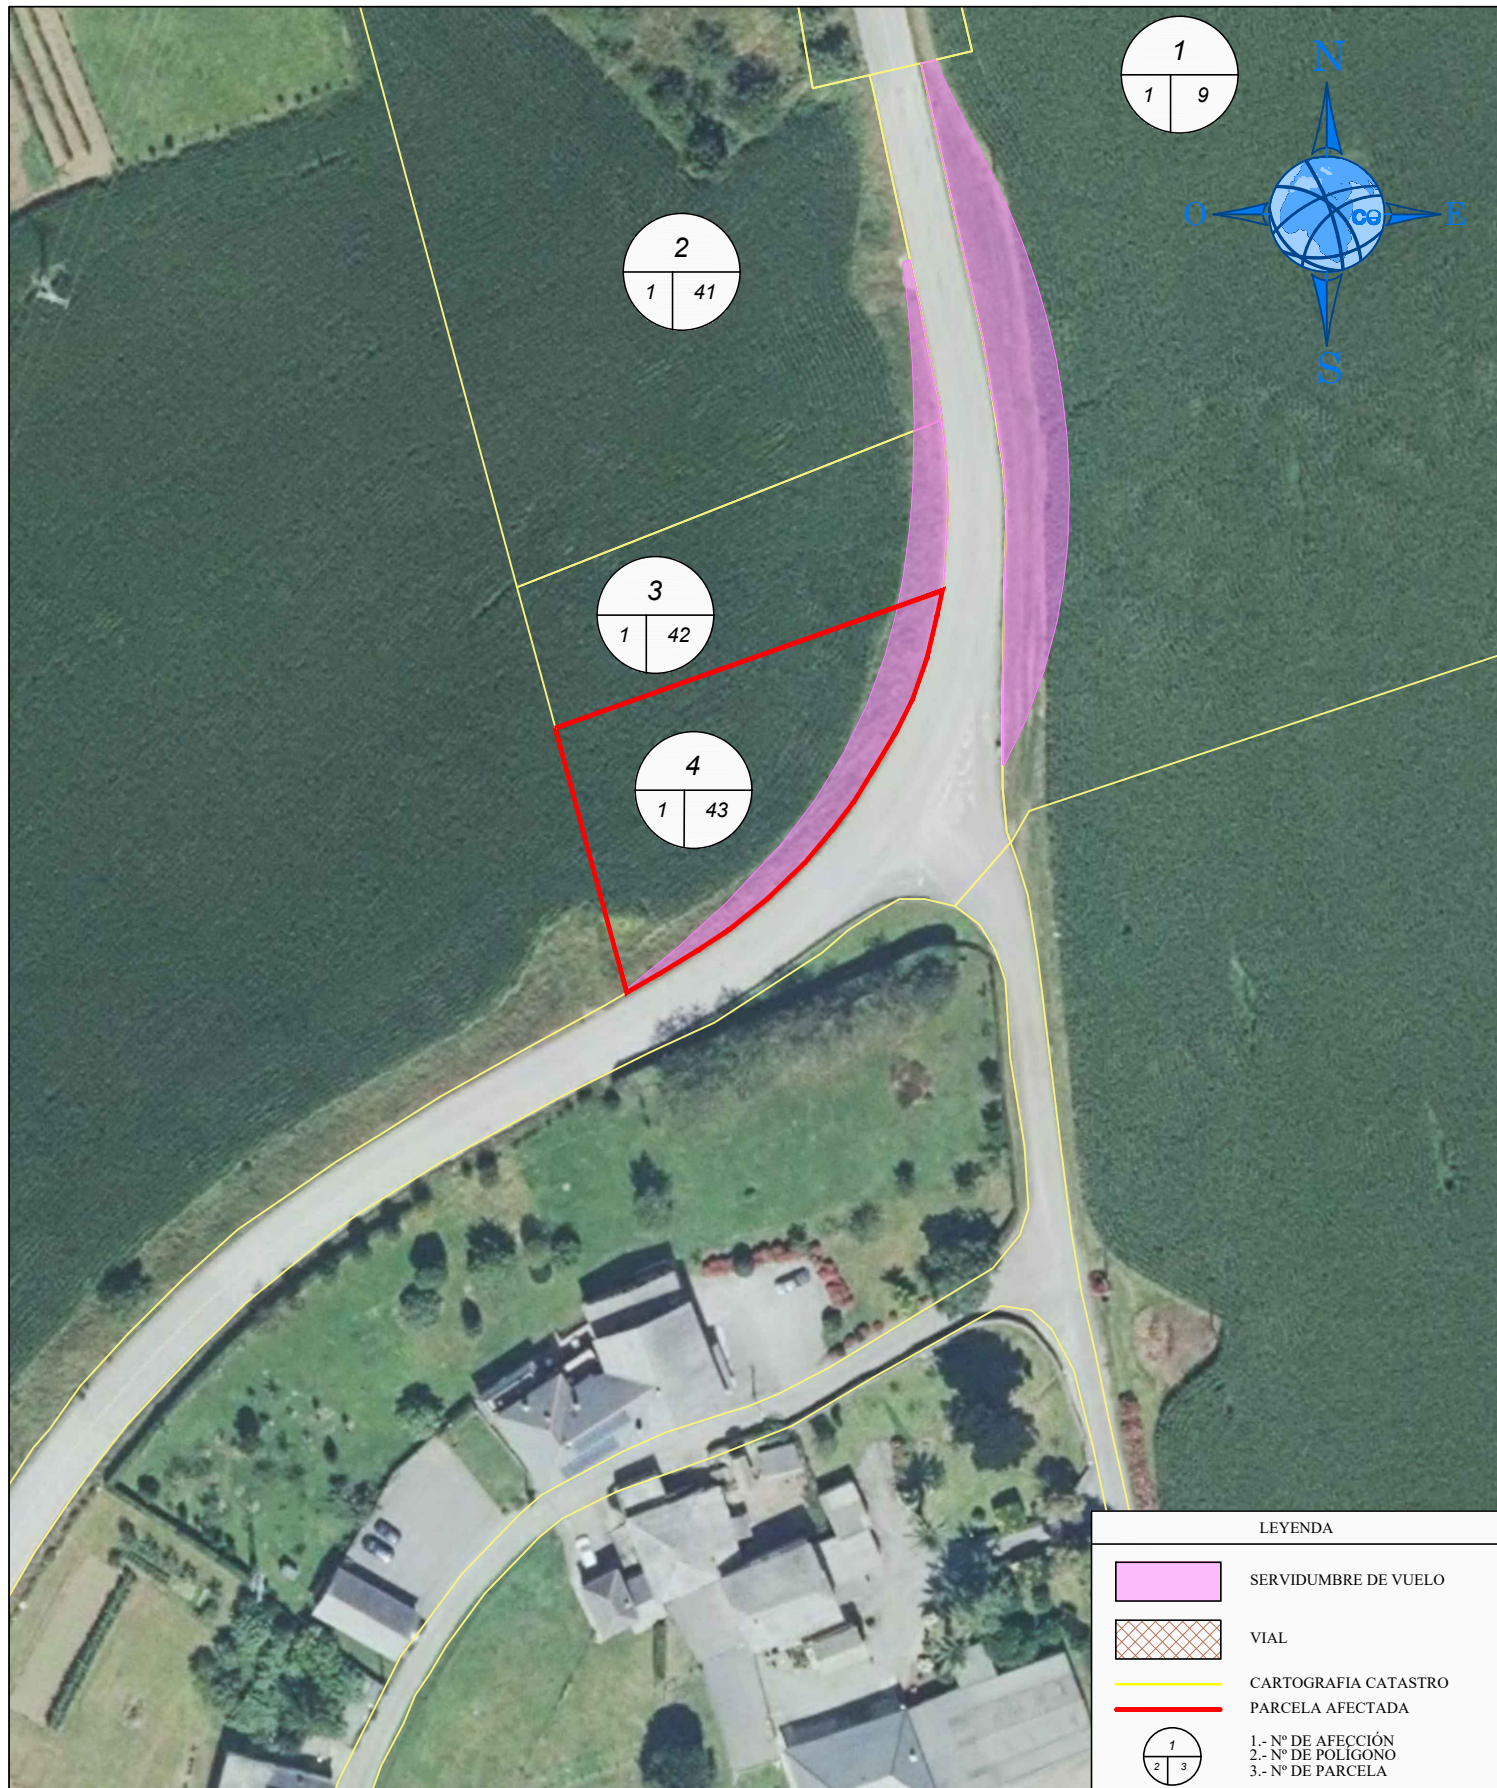 1
1 9
N
O
E
S
2
1 41
3
1 42
4
1 43
LEYENDA
SERVIDUMBRE DE VUELO
VIAL
CARTOGRAFIA CATASTRO
PARCELA AFECTADA
1
2 3
1.- Nº DE AFECCIÓN
2.- Nº DE POLÍGONO
3.- Nº DE PARCELA